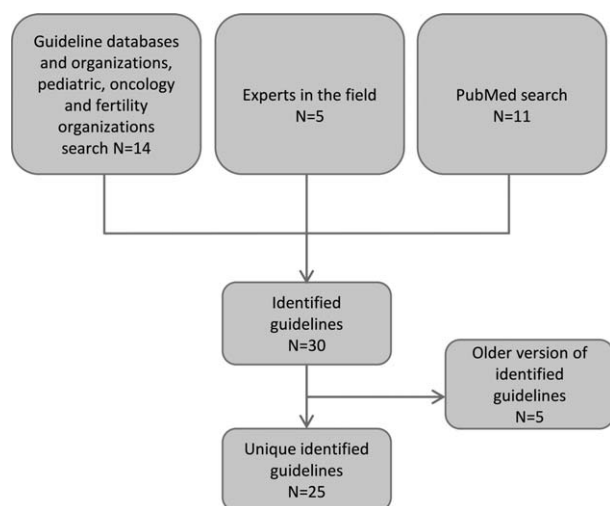 Guideline databases
and organizations,
pediatric, oncology
and fertility
organizations
search N=14
Experts in the field
N=5
PubMed search
N=11
Identified
guidelines
N=30
Older version of
identified
guidelines
N=5
Unique identified
guidelines
N=25